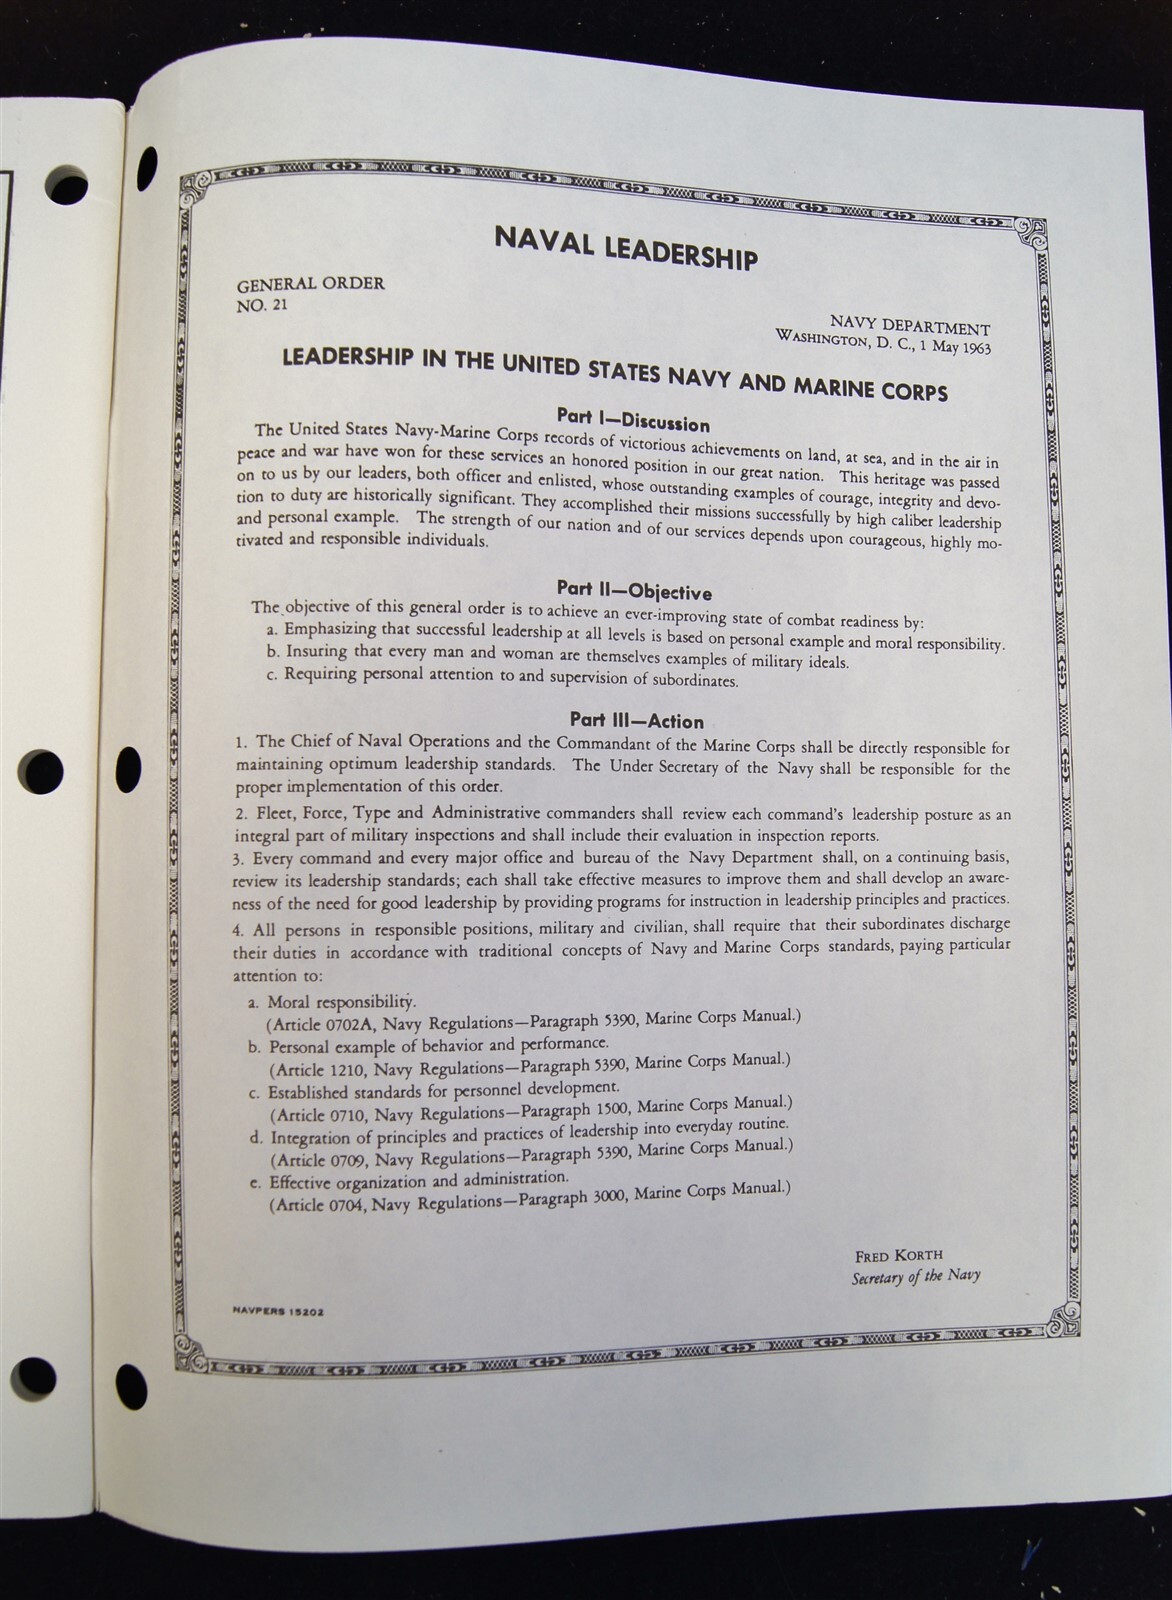 NAVAL LEADERSHIP
GENERAL ORDER
NO. 21
NAVY DEPARTMENT
WASHINGTON, D. C., 1 May 1963
LEADERSHIP IN THE UNITED STATES NAVY AND MARINE CORPS
Part I—Discussion
The United States Navy-Marine Corps records of victorious achievements on land, at sea, and in the air in
peace and war have won for these services an honored position in our great nation. This heritage was passed
on to us by our leaders, both officer and enlisted, whose outstanding examples of courage, integrity and devo-
tion to duty are historically significant. They accomplished their missions successfully by high caliber leadership
and personal example. The strength of our nation and of our services depends upon courageous, highly mo-
tivated and responsible individuals.
Part II—Objective
The objective of this general order is to achieve an ever-improving state of combat readiness by:
a. Emphasizing that successful leadership at all levels is based on personal example and moral responsibility.
b. Insuring that every man and woman are themselves examples of military ideals.
c. Requiring personal attention to and supervision of subordinates.
Part III—Action
1. The Chief of Naval Operations and the Commandant of the Marine Corps shall be directly responsible for
maintaining optimum leadership standards. The Under Secretary of the Navy shall be responsible for the
proper implementation of this order.
2. Fleet, Force, Type and Administrative commanders shall review each command's leadership posture as an
integral part of military inspections and shall include their evaluation in inspection reports.
3. Every command and every major office and bureau of the Navy Department shall, on a continuing basis,
review its leadership standards; each shall take effective measures to improve them and shall develop an aware-
ness of the need for good leadership by providing programs for instruction in leadership principles and practices.
4. All persons in responsible positions, military and civilian, shall require that their subordinates discharge
their duties in accordance with traditional concepts of Navy and Marine Corps standards, paying particular
attention to:
a. Moral responsibility.
(Article 0702A, Navy Regulations—Paragraph 5390, Marine Corps Manual.)
b. Personal example of behavior and performance.
(Article 1210, Navy Regulations—Paragraph 5390, Marine Corps Manual.)
c. Established standards for personnel development.
(Article 0710, Navy Regulations—Paragraph 1500, Marine Corps Manual.)
d. Integration of principles and practices of leadership into everyday routine.
(Article 0709, Navy Regulations—Paragraph 5390, Marine Corps Manual.)
e. Effective organization and administration.
(Article 0704, Navy Regulations—Paragraph 3000, Marine Corps Manual.)
FRED KORTH
Secretary of the Navy
NAVPERS 15202